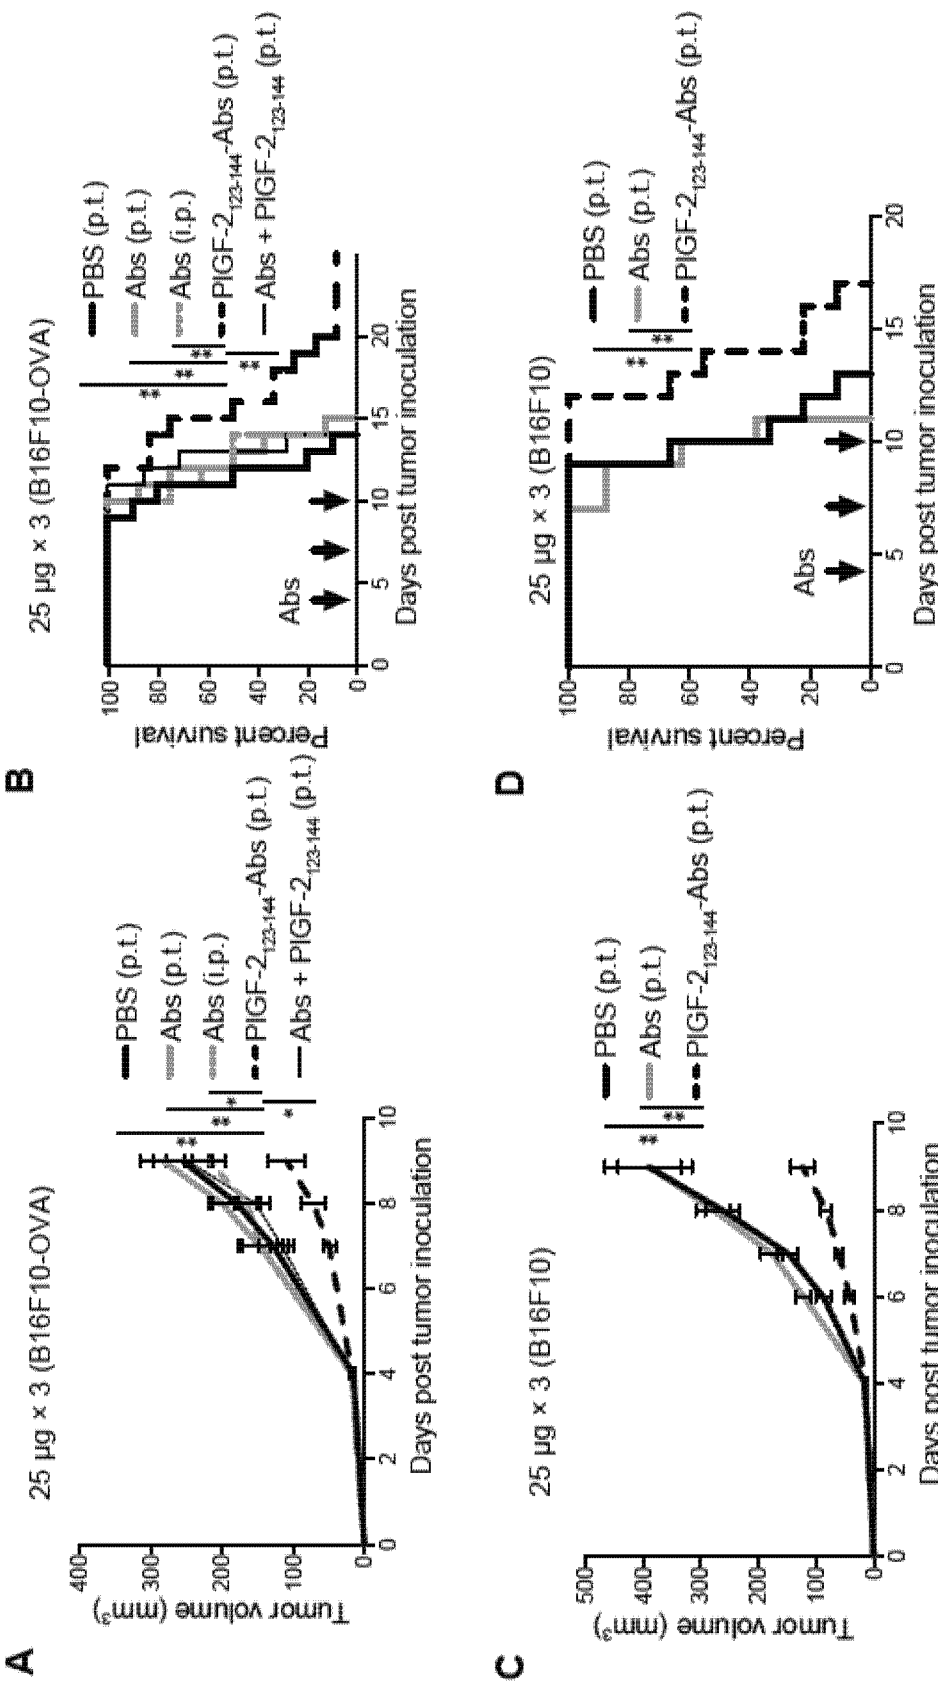 A
25 µg × 3 (B16F10-OVA)
Tumor volume (mm³)
400
300
200
100
0
0 2 4 6 8 10
Days post tumor inoculation
PBS (p.t.)
Abs (p.t.)
Abs (i.p.)
PlGF-2123-144-Abs (p.t.)
Abs + PlGF-2123-144 (p.t.)
**
**
*
*
B
25 µg × 3 (B16F10-OVA)
Percent survival
100
80
60
40
20
0
0 5 10 15 20
Days post tumor inoculation
Abs
PBS (p.t.)
Abs (p.t.)
Abs (i.p.)
PlGF-2123-144-Abs (p.t.)
Abs + PlGF-2123-144 (p.t.)
**
**
**
**
C
25 µg × 3 (B16F10)
Tumor volume (mm³)
500
400
300
200
100
0
0 2 4 6 8 10
Days post tumor inoculation
PBS (p.t.)
Abs (p.t.)
PlGF-2123-144-Abs (p.t.)
**
**
D
25 µg × 3 (B16F10)
Percent survival
100
80
60
40
20
0
0 5 10 15 20
Days post tumor inoculation
Abs
PBS (p.t.)
Abs (p.t.)
PlGF-2123-144-Abs (p.t.)
**
**